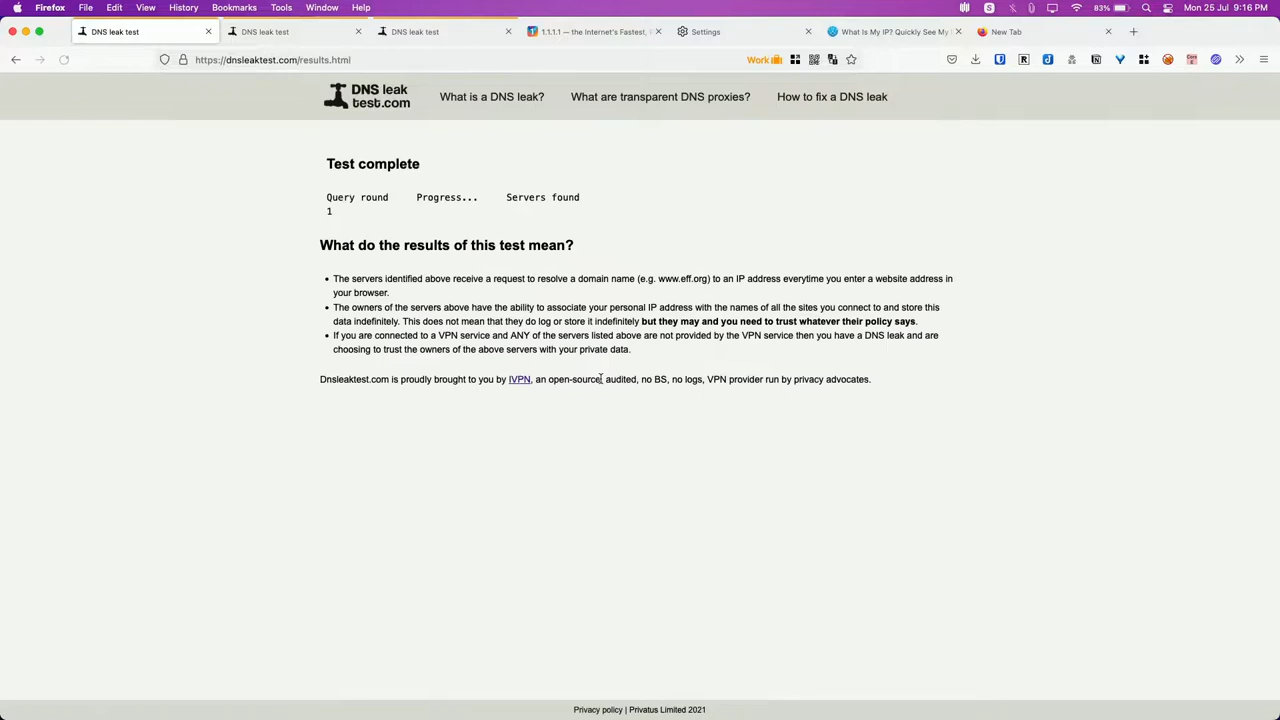 Firefox File Edit View History Bookmarks Tools Window Help 83% Mon 25 Jul 9:16 PM
DNS leak test DNS leak test DNS leak test 1.1.1.1 — the Internet's Fastest, Settings What Is My IP? Quickly See My New Tab
https://dnsleaktest.com/results.html Work
DNS leak
test.com
What is a DNS leak? What are transparent DNS proxies? How to fix a DNS leak
Test complete
Query round Progress... Servers found
1
What do the results of this test mean?
• The servers identified above receive a request to resolve a domain name (e.g. www.eff.org) to an IP address everytime you enter a website address in
your browser.
• The owners of the servers above have the ability to associate your personal IP address with the names of all the sites you connect to and store this
data indefinitely. This does not mean that they do log or store it indefinitely but they may and you need to trust whatever their policy says.
• If you are connected to a VPN service and ANY of the servers listed above are not provided by the VPN service then you have a DNS leak and are
choosing to trust the owners of the above servers with your private data.
Dnsleaktest.com is proudly brought to you by IVPN, an open-source, audited, no BS, no logs, VPN provider run by privacy advocates.
Privacy policy | Privatus Limited 2021